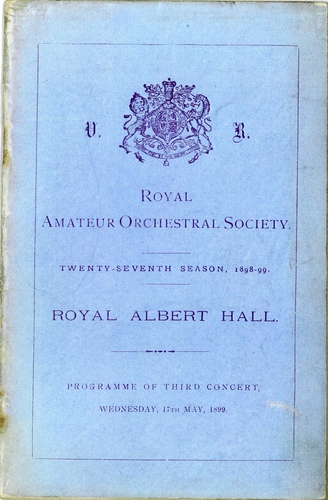 V. R.
ROYAL
AMATEUR ORCHESTRAL SOCIETY.
TWENTY-SEVENTH SEASON, 1898-99.
ROYAL ALBERT HALL.
PROGRAMME OF THIRD CONCERT,
WEDNESDAY, 17TH MAY, 1899.